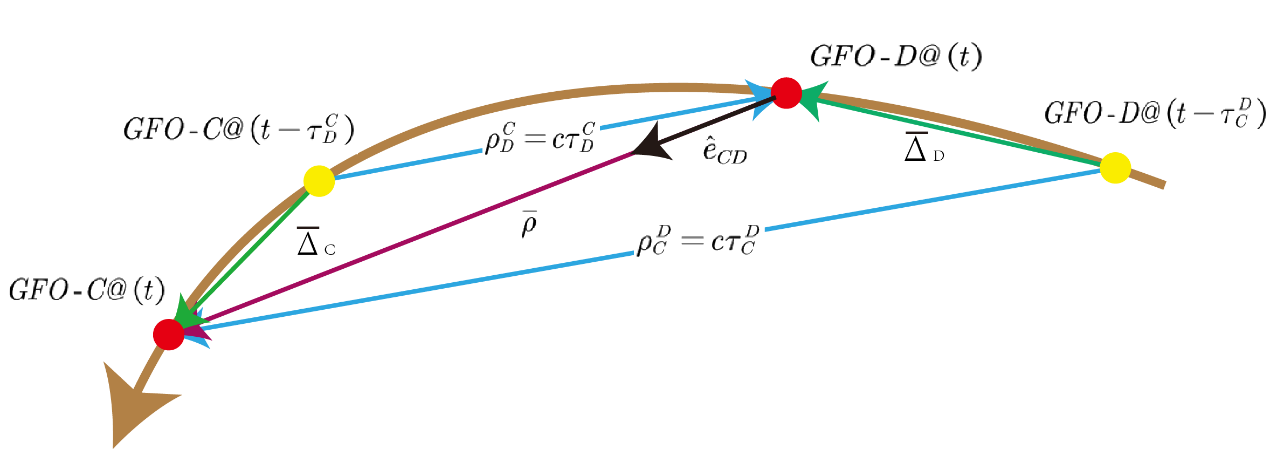 GFO-D@(t)
GFO-D@(t−τ_C^D)
GFO-C@(t−τ_D^C)
ρ_D^C=cτ_D^C
ê_CD
Δ̅_D
ρ̅
Δ̅_C
ρ_C^D=cτ_C^D
GFO-C@(t)